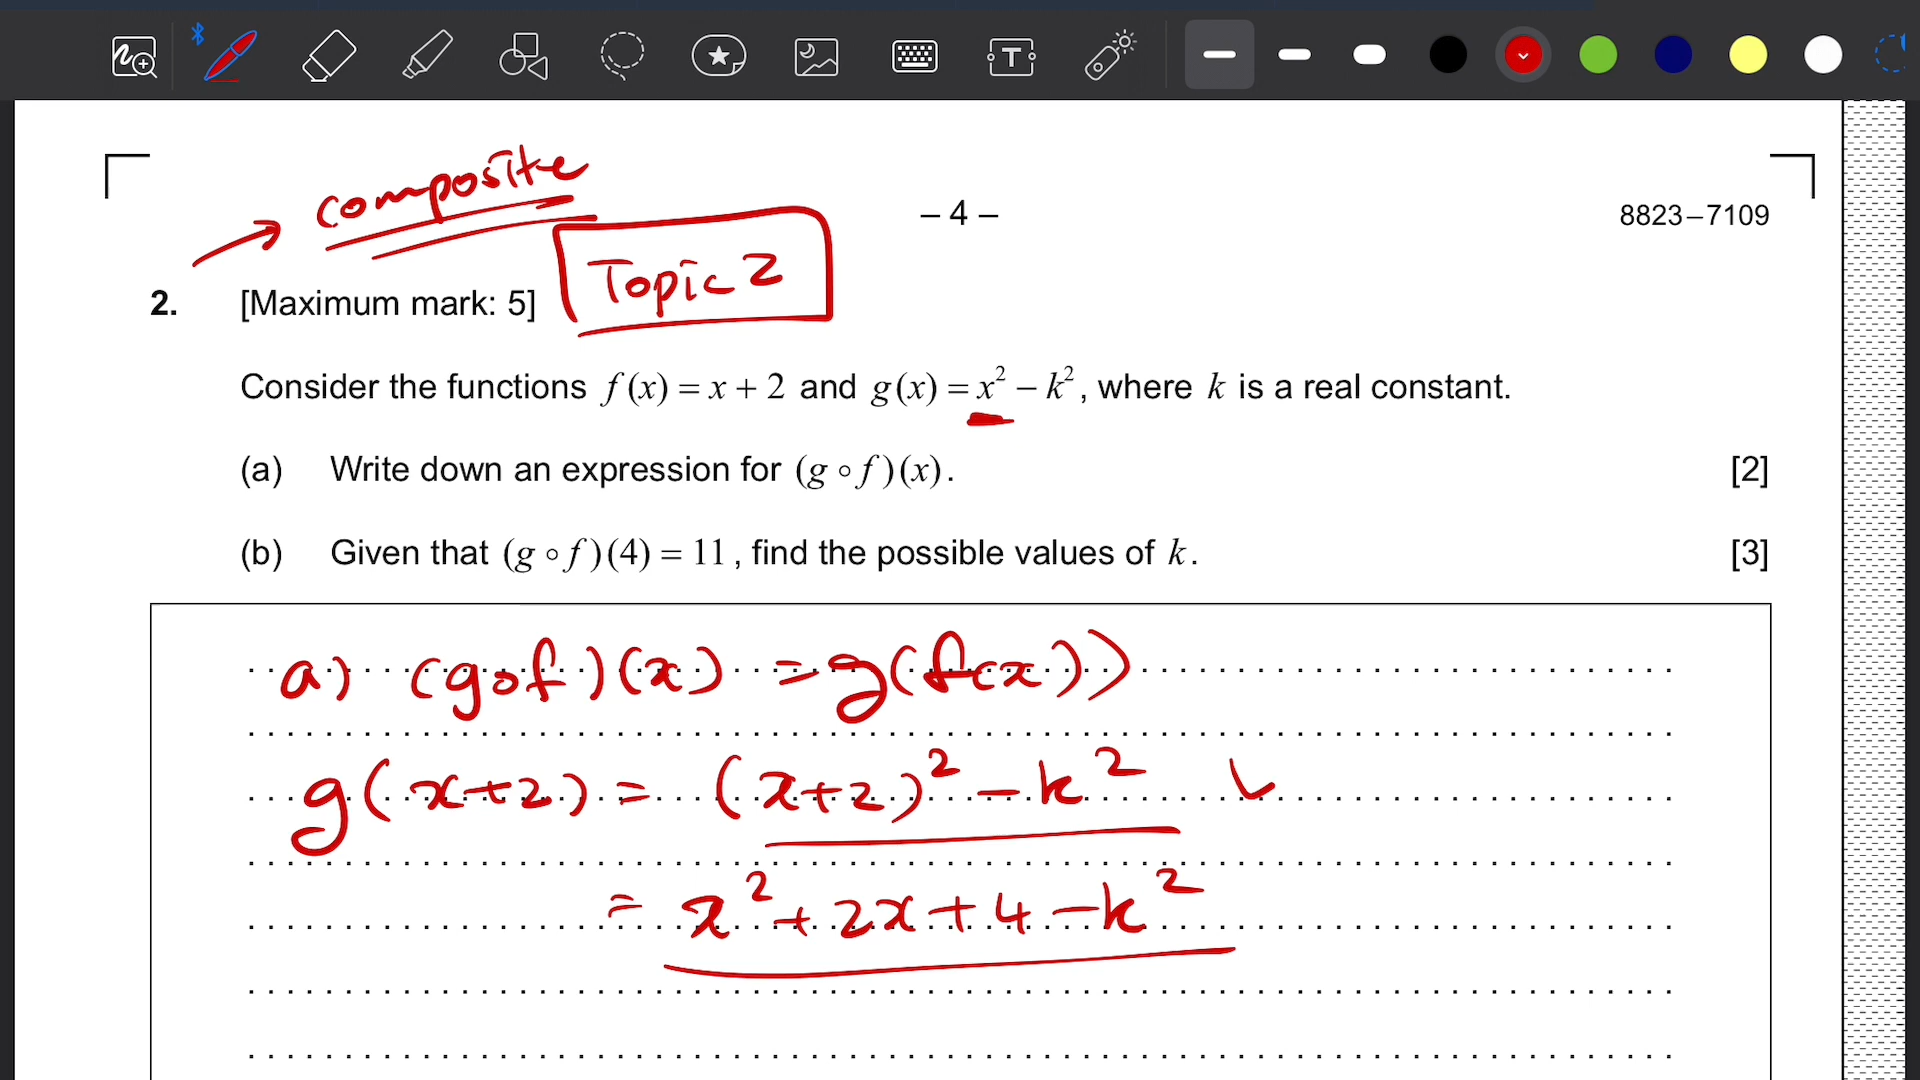 composite
– 4 –
8823–7109
Topic 2
2. [Maximum mark: 5]
Consider the functions f(x) = x + 2 and g(x) = x² − k², where k is a real constant.
(a) Write down an expression for (g ∘ f)(x). [2]
(b) Given that (g ∘ f)(4) = 11, find the possible values of k. [3]
a) (gof)(x) = g(f(x))
g(x+2) = (x+2)² − k²
= x² + 2x + 4 − k²